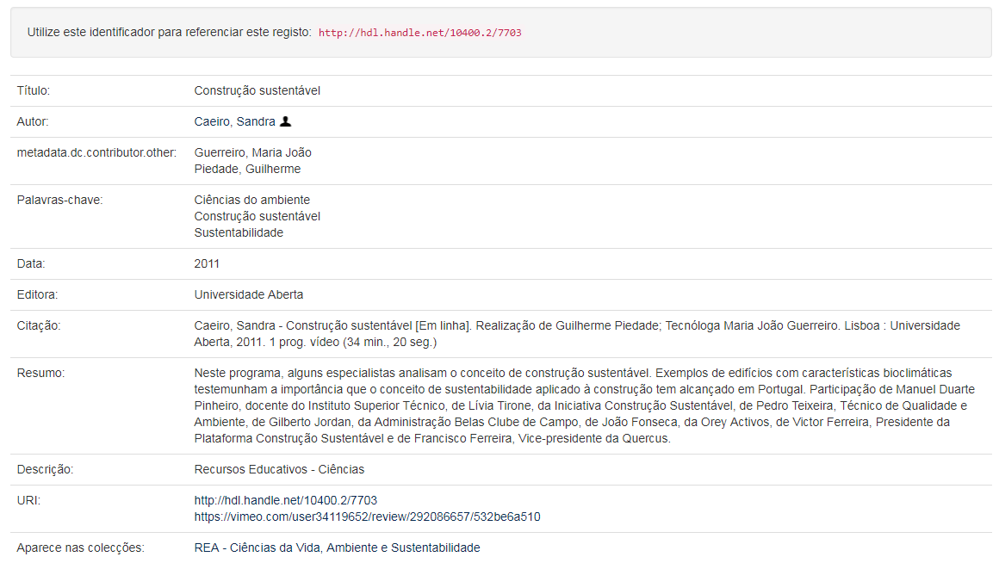 Utilize este identificador para referenciar este registo: http://hdl.handle.net/10400.2/7703
Título: Construção sustentável
Autor: Caeiro, Sandra
metadata.dc.contributor.other: Guerreiro, Maria João
Piedade, Guilherme
Palavras-chave: Ciências do ambiente
Construção sustentável
Sustentabilidade
Data: 2011
Editora: Universidade Aberta
Citação: Caeiro, Sandra - Construção sustentável [Em linha]. Realização de Guilherme Piedade; Tecnóloga Maria João Guerreiro. Lisboa : Universidade
Aberta, 2011. 1 prog. vídeo (34 min., 20 seg.)
Resumo: Neste programa, alguns especialistas analisam o conceito de construção sustentável. Exemplos de edifícios com características bioclimáticas
testemunham a importância que o conceito de sustentabilidade aplicado à construção tem alcançado em Portugal. Participação de Manuel Duarte
Pinheiro, docente do Instituto Superior Técnico, de Lívia Tirone, da Iniciativa Construção Sustentável, de Pedro Teixeira, Técnico de Qualidade e
Ambiente, de Gilberto Jordan, da Administração Belas Clube de Campo, de João Fonseca, da Orey Activos, de Victor Ferreira, Presidente da
Plataforma Construção Sustentável e de Francisco Ferreira, Vice-presidente da Quercus.
Descrição: Recursos Educativos - Ciências
URI: http://hdl.handle.net/10400.2/7703
https://vimeo.com/user34119652/review/292086657/532be6a510
Aparece nas colecções: REA - Ciências da Vida, Ambiente e Sustentabilidade